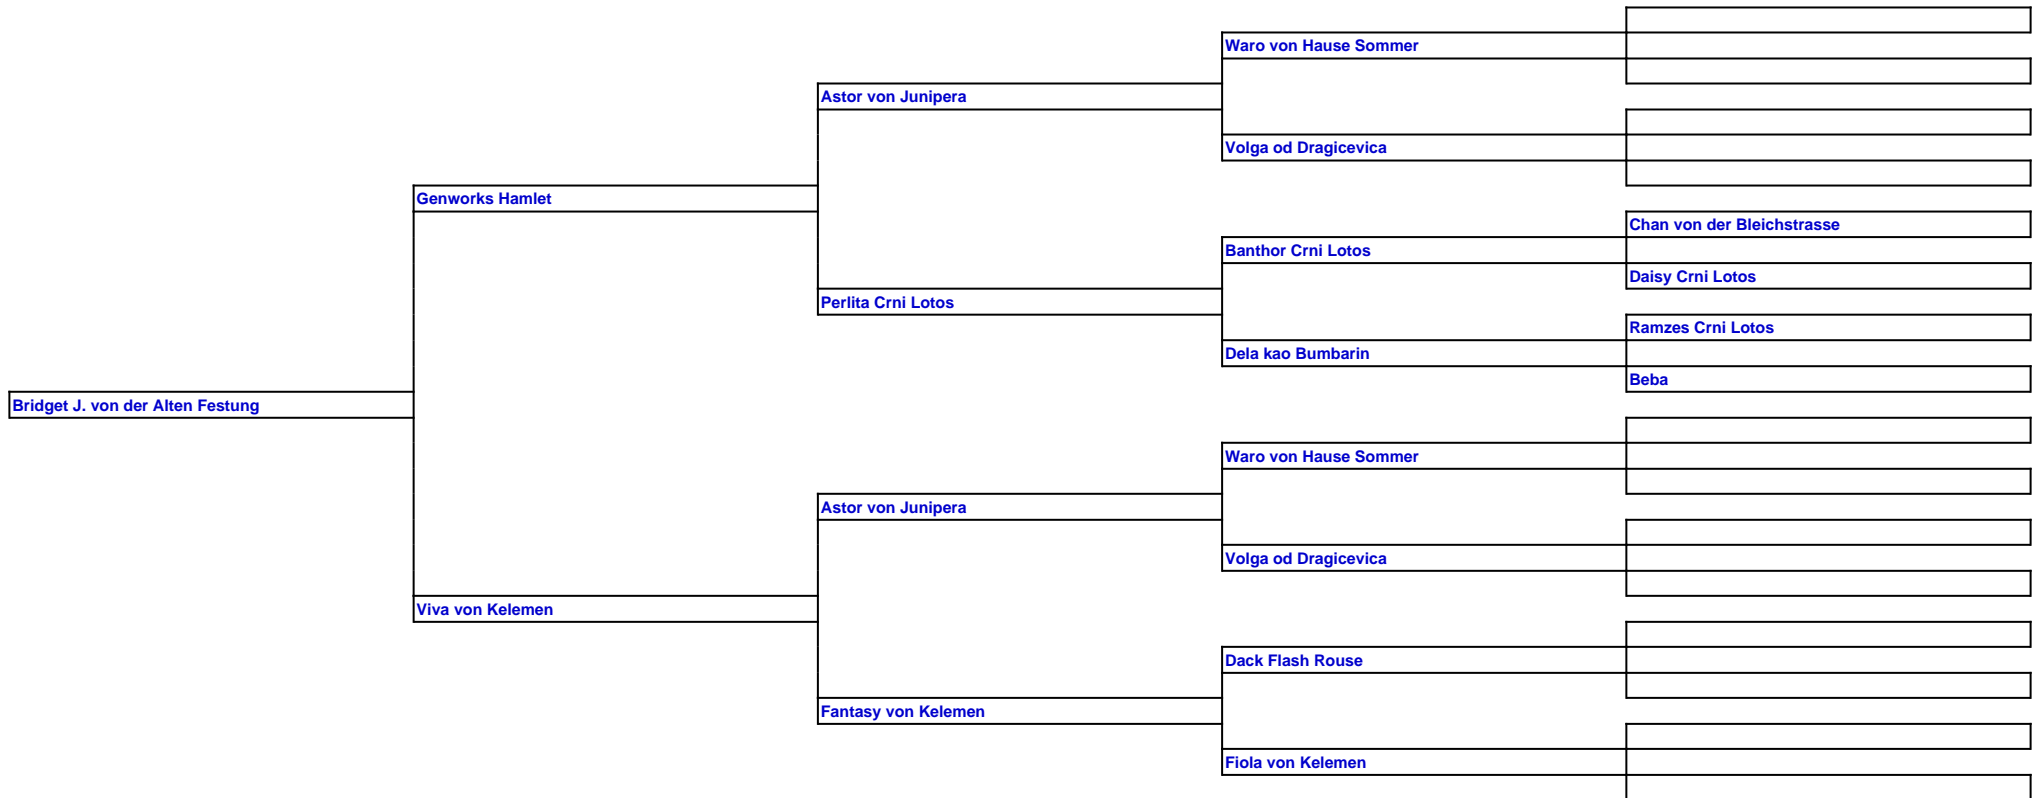 Waro von Hause Sommer
Astor von Junipera
Volga od Dragicevica
Genworks Hamlet
Chan von der Bleichstrasse
Banthor Crni Lotos
Daisy Crni Lotos
Perlita Crni Lotos
Ramzes Crni Lotos
Dela kao Bumbarin
Beba
Bridget J. von der Alten Festung
Waro von Hause Sommer
Astor von Junipera
Volga od Dragicevica
Viva von Kelemen
Dack Flash Rouse
Fantasy von Kelemen
Fiola von Kelemen